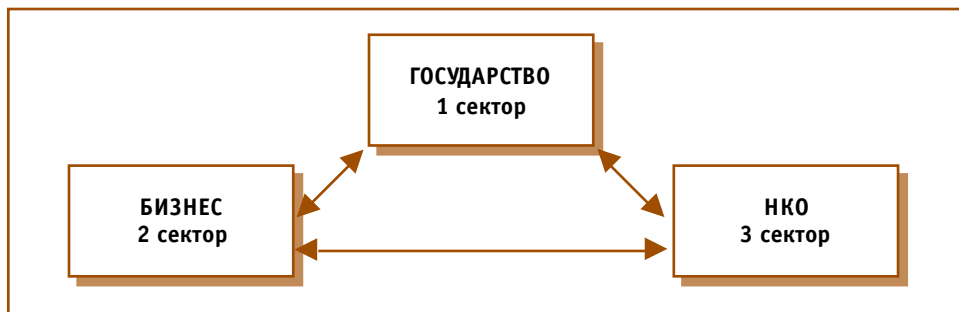 ГОСУДАРСТВО
1 сектор
БИЗНЕС
2 сектор
НКО
3 сектор